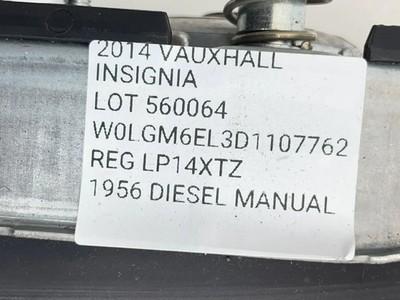 2014 VAUXHALL
INSIGNIA
LOT 560064
W0LGM6EL3D1107762
REG LP14XTZ
1956 DIESEL MANUAL